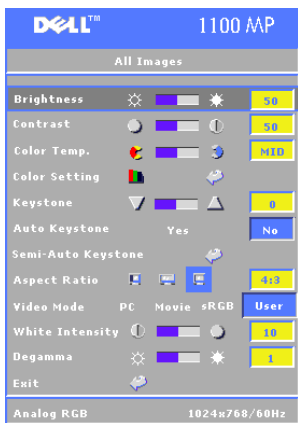 DELL™ 1100 MP
All Images
Brightness 50
Contrast 50
Color Temp. MID
Color Setting
Keystone 0
Auto Keystone Yes No
Semi-Auto Keystone
Aspect Ratio 4:3
Video Mode PC Movie sRGB User
White Intensity 10
Degamma 1
Exit
Analog RGB 1024x768/60Hz